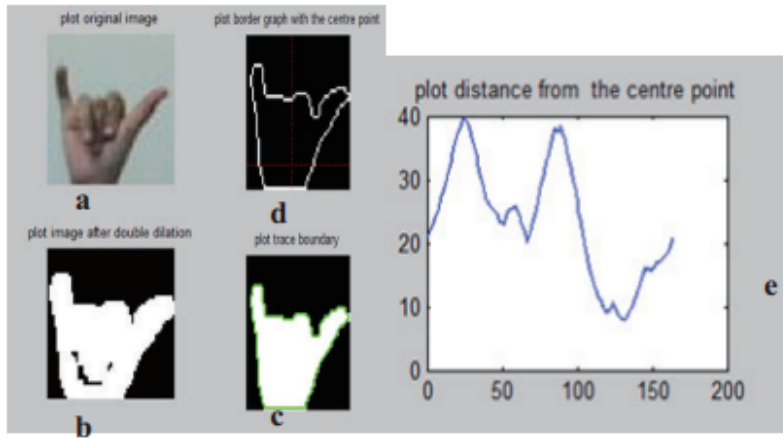 plot original image
a
plot border graph with the centre point
d
plot image after double dilation
b
plot trace boundary
c
plot distance from the centre point
40
30
20
10
0
0 50 100 150 200
e